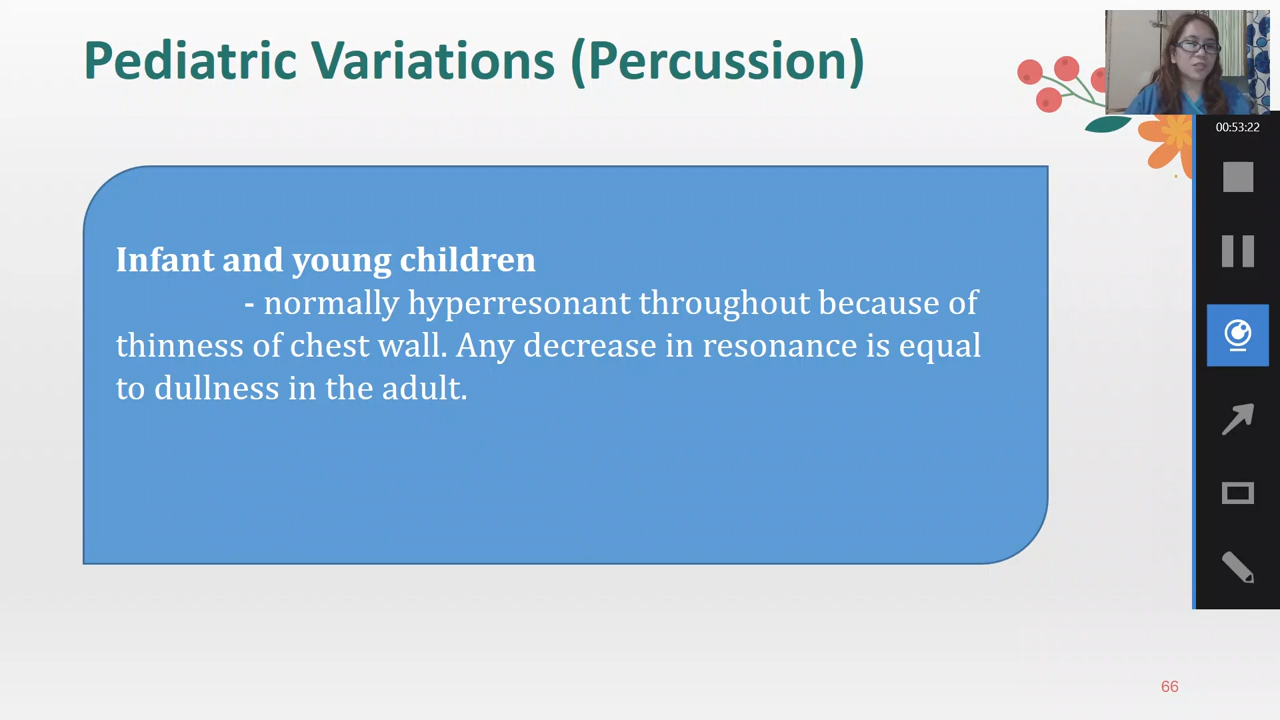 Pediatric Variations (Percussion)
00:53:22
Infant and young children
- normally hyperresonant throughout because of
thinness of chest wall. Any decrease in resonance is equal
to dullness in the adult.
66